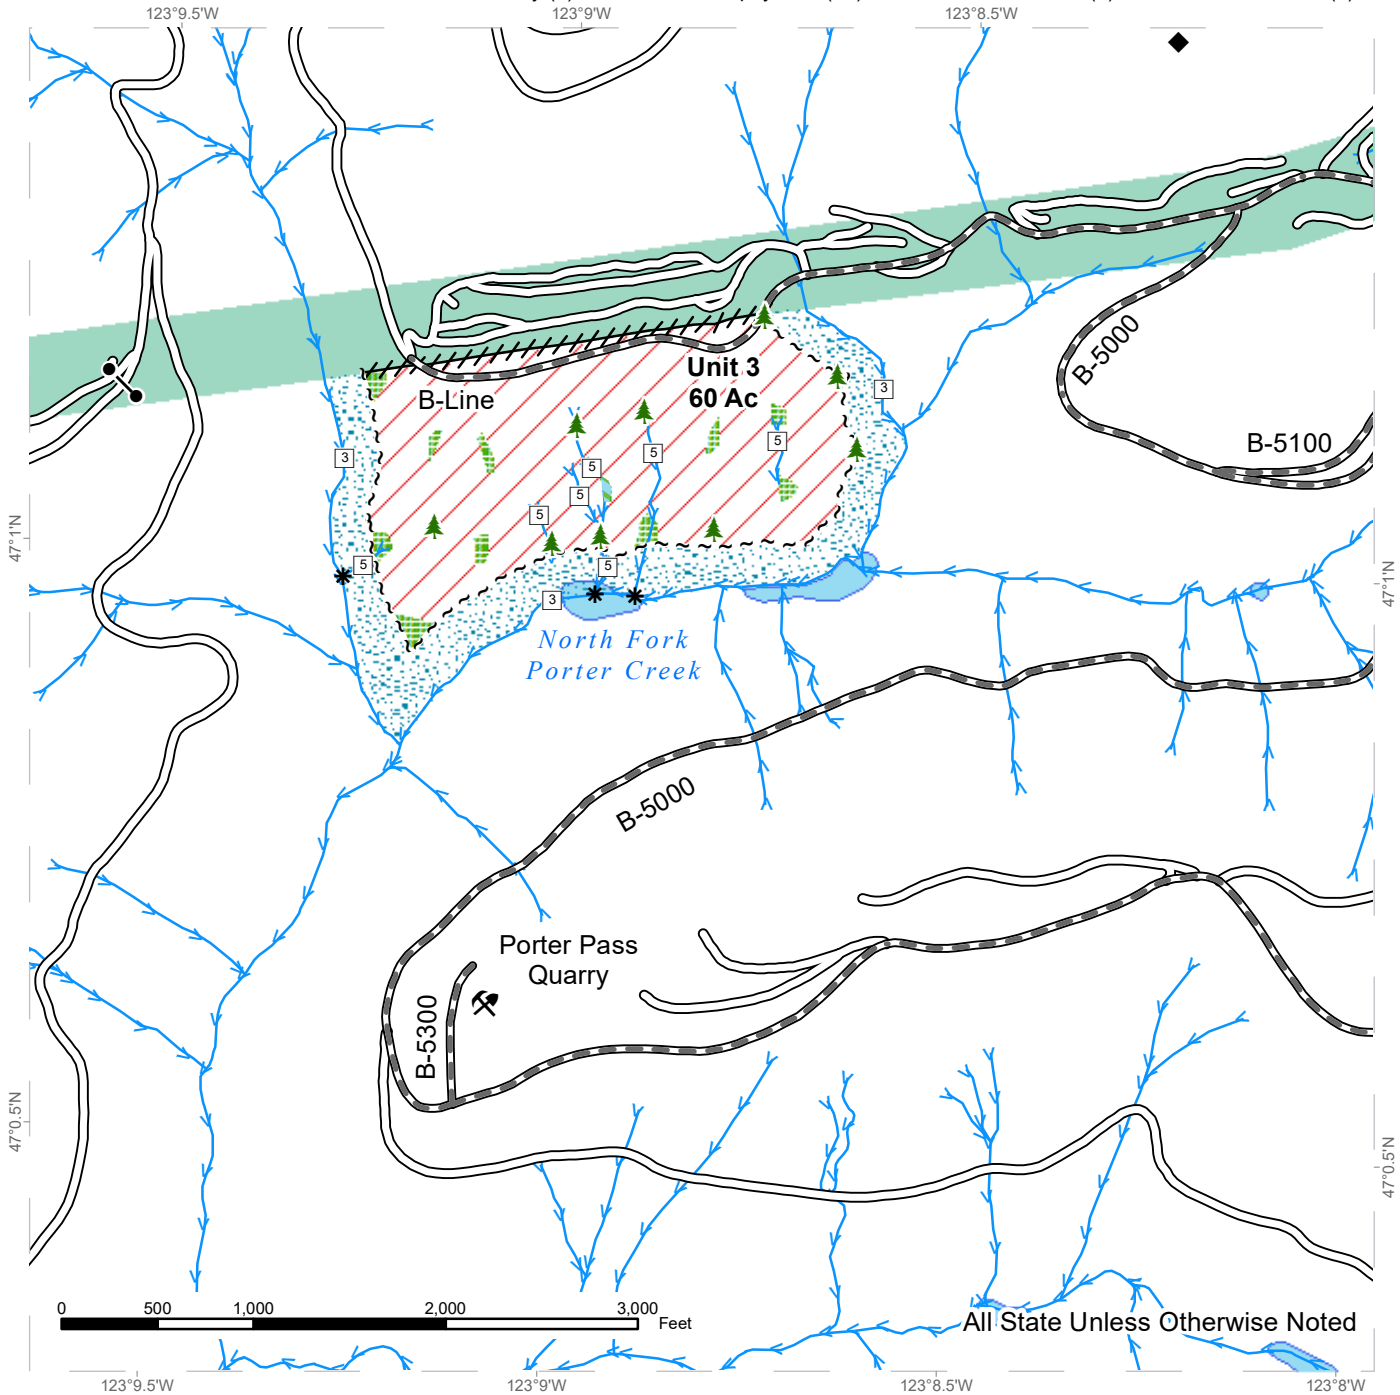 123°9.5'W
123°9'W
123°8.5'W
B-5000
Unit 3
60 Ac
B-Line
3
3
B-5100
5
5
5
5
5
47°1'N
5
5
3
47°1'N
North Fork
Porter Creek
B-5000
Porter Pass
Quarry
B-5300
47°0.5'N
47°0.5'N
0
500
1,000
2,000
3,000
Feet
All State Unless Otherwise Noted
123°9.5'W
123°9'W
123°8.5'W
123°8'W